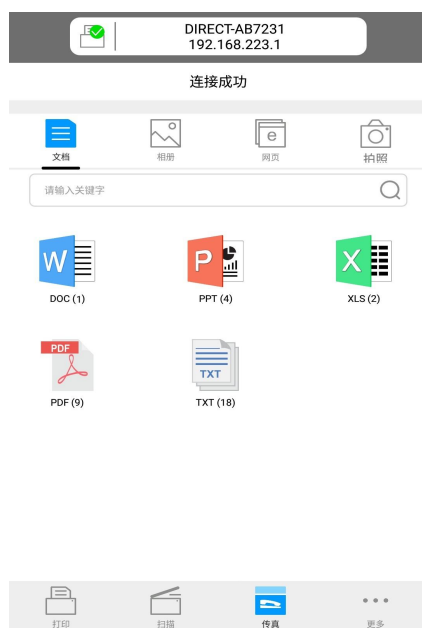 DIRECT-AB7231
192.168.223.1
连接成功
文档 相册 网页 拍照
请输入关键字
W P X
DOC (1) PPT (4) XLS (2)
PDF TXT
PDF (9) TXT (18)
打印 扫描 传真 更多